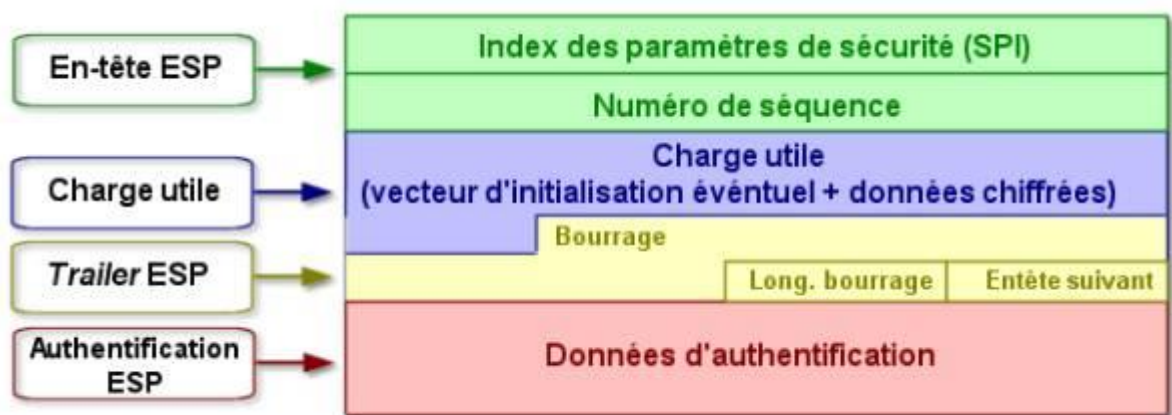 En-tête ESP
Index des paramètres de sécurité (SPI)
Numéro de séquence
Charge utile
Charge utile
(vecteur d'initialisation événtuel + données chiffrées)
Trailer ESP
Bourrage
Long. bourrage
Entête suivant
Authentification
ESP
Données d'authentification